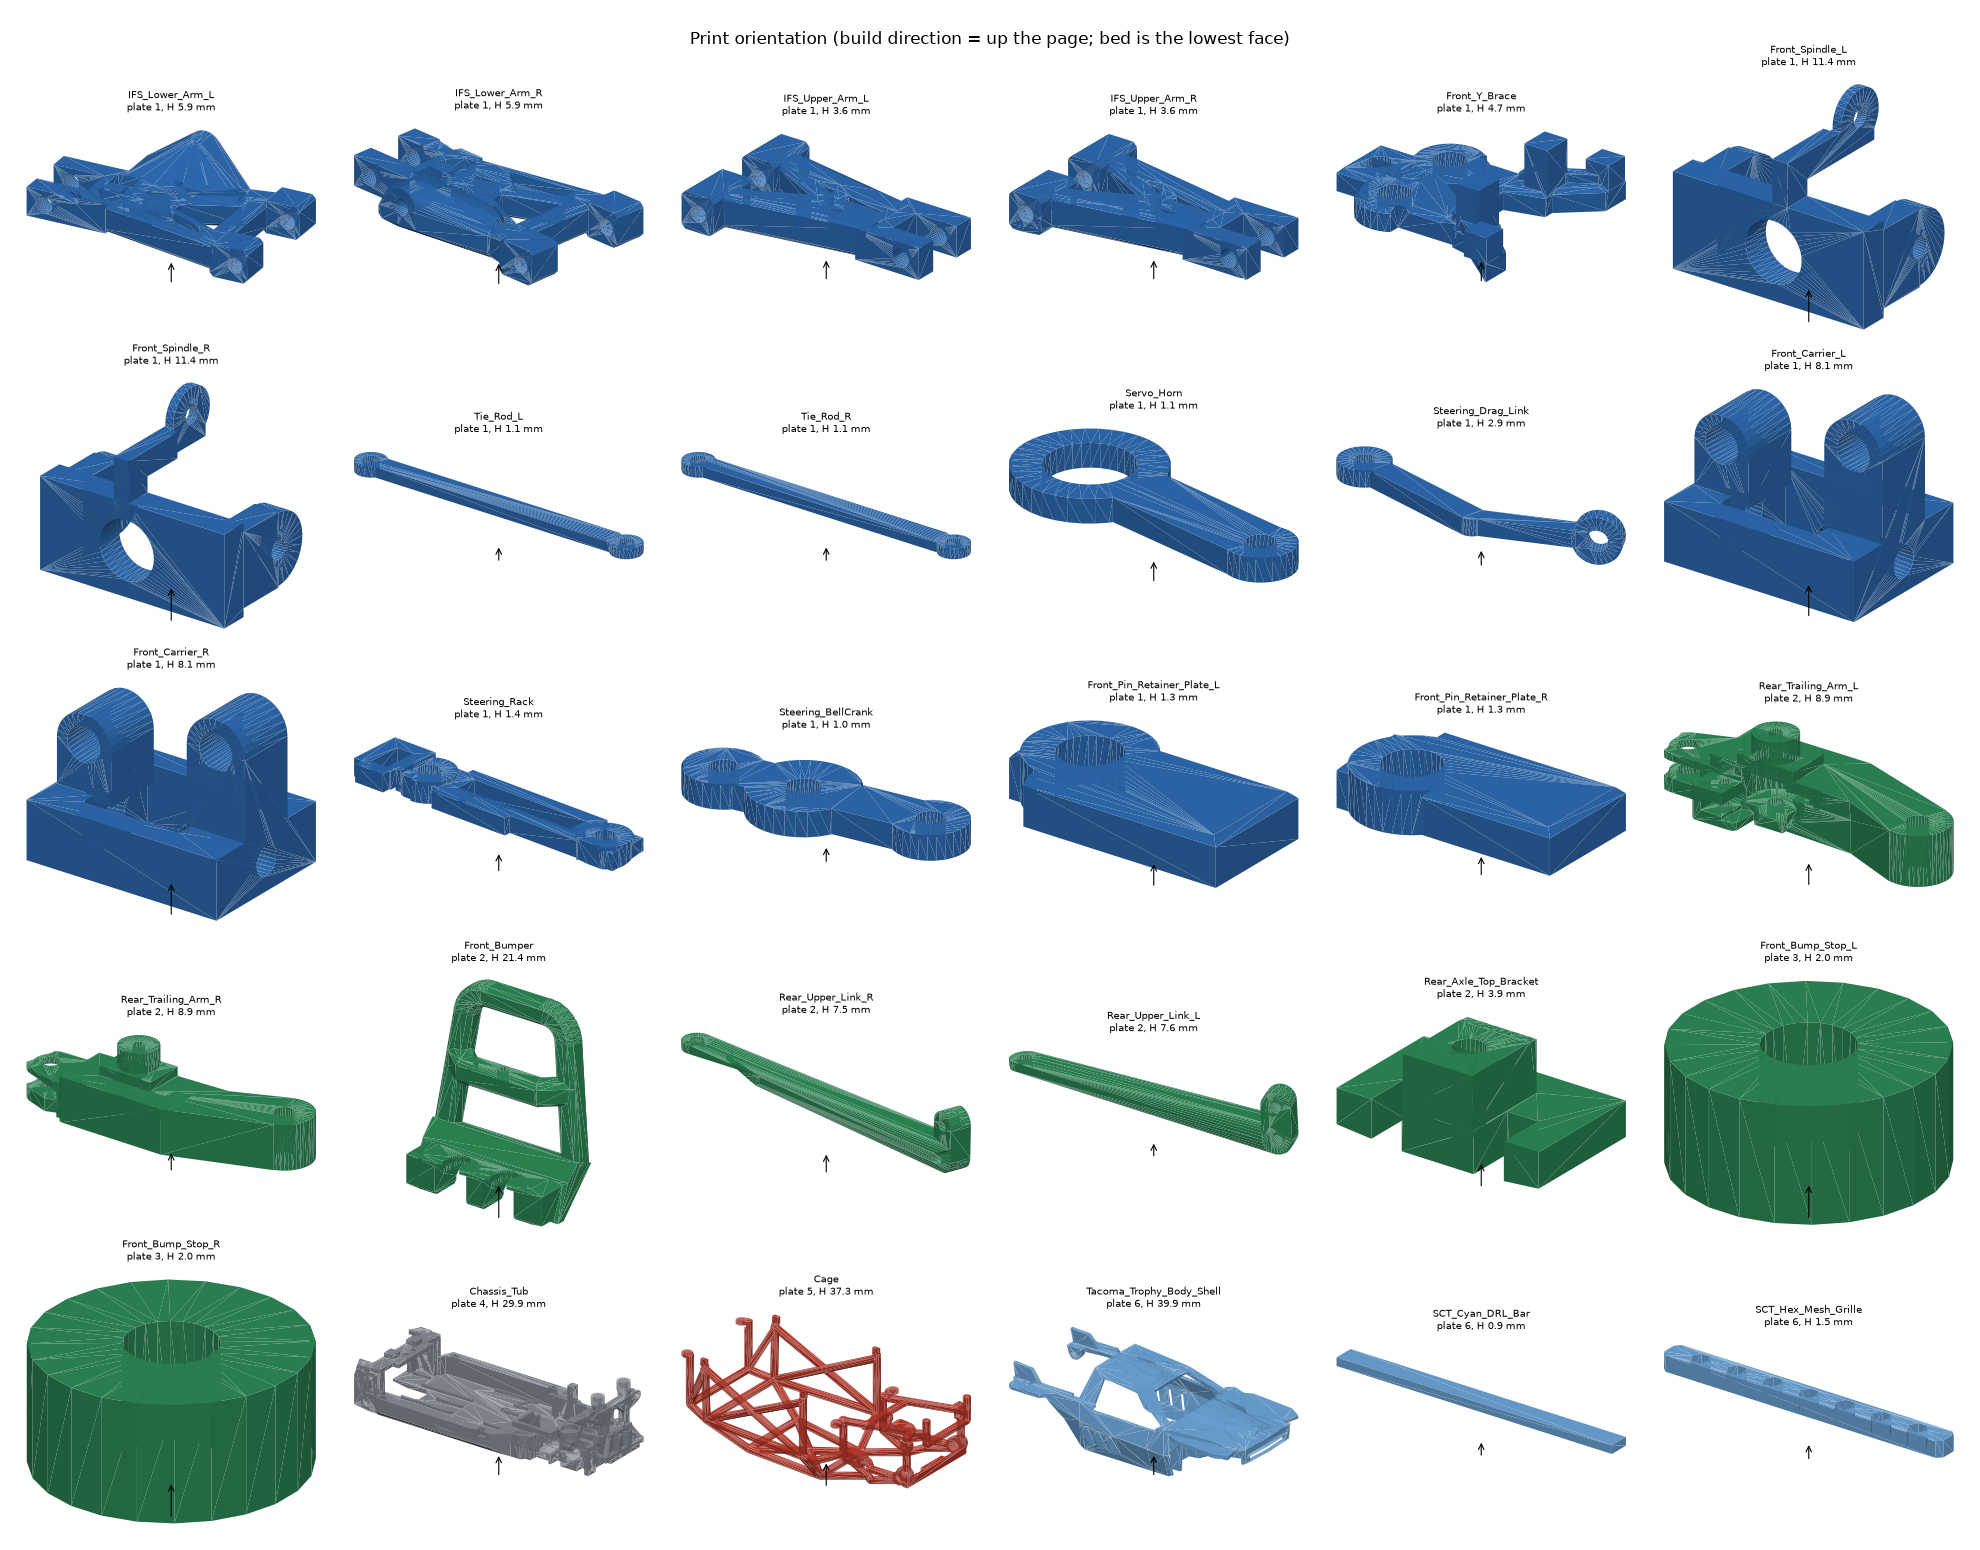 Print orientation (build direction = up the page; bed is the lowest face)
IFS_Lower_Arm_L
plate 1, H 5.9 mm
IFS_Lower_Arm_R
plate 1, H 5.9 mm
IFS_Upper_Arm_L
plate 1, H 3.6 mm
IFS_Upper_Arm_R
plate 1, H 3.6 mm
Front_Y_Brace
plate 1, H 4.7 mm
Front_Spindle_L
plate 1, H 11.4 mm
Front_Spindle_R
plate 1, H 11.4 mm
Tie_Rod_L
plate 1, H 1.1 mm
Tie_Rod_R
plate 1, H 1.1 mm
Servo_Horn
plate 1, H 1.1 mm
Steering_Drag_Link
plate 1, H 2.9 mm
Front_Carrier_L
plate 1, H 8.1 mm
Front_Carrier_R
plate 1, H 8.1 mm
Steering_Rack
plate 1, H 1.4 mm
Steering_BellCrank
plate 1, H 1.0 mm
Front_Pin_Retainer_Plate_L
plate 1, H 1.3 mm
Front_Pin_Retainer_Plate_R
plate 1, H 1.3 mm
Rear_Trailing_Arm_L
plate 2, H 8.9 mm
Rear_Trailing_Arm_R
plate 2, H 8.9 mm
Front_Bumper
plate 2, H 21.4 mm
Rear_Upper_Link_R
plate 2, H 7.5 mm
Rear_Upper_Link_L
plate 2, H 7.6 mm
Rear_Axle_Top_Bracket
plate 2, H 3.9 mm
Front_Bump_Stop_L
plate 3, H 2.0 mm
Front_Bump_Stop_R
plate 3, H 2.0 mm
Chassis_Tub
plate 4, H 29.9 mm
Cage
plate 5, H 37.3 mm
Tacoma_Trophy_Body_Shell
plate 6, H 39.9 mm
SCT_Cyan_DRL_Bar
plate 6, H 0.9 mm
SCT_Hex_Mesh_Grille
plate 6, H 1.5 mm